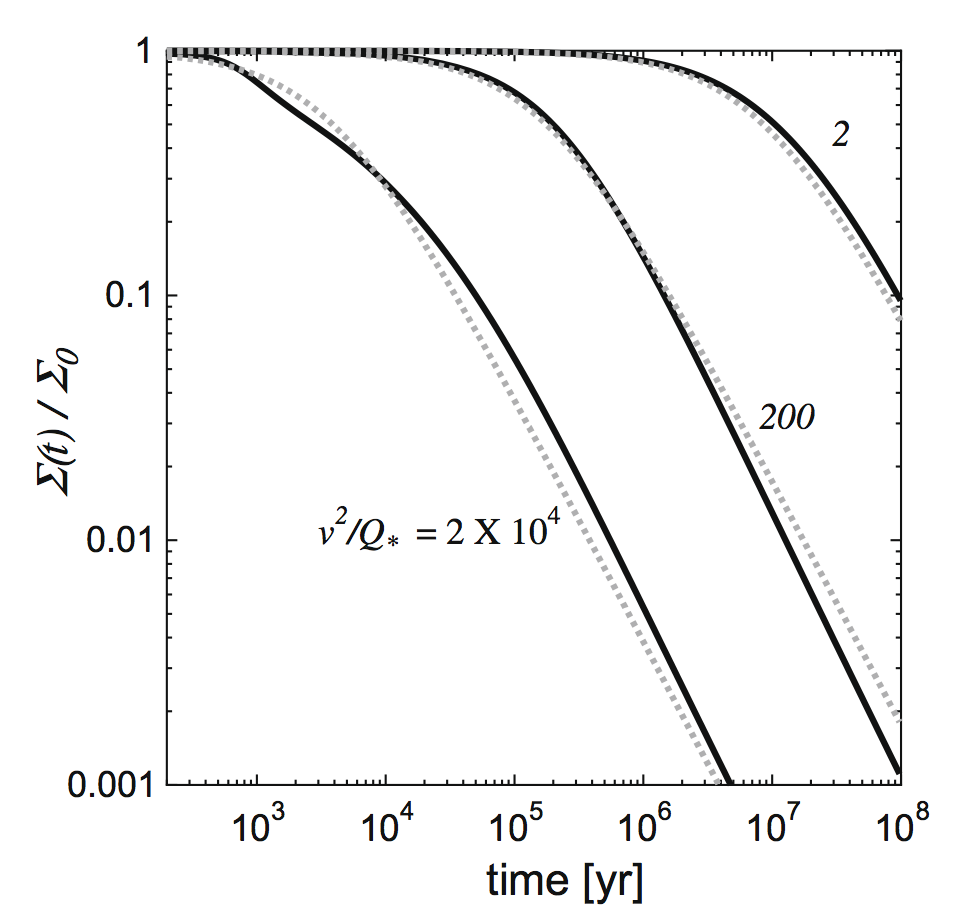 1
2
0.1
Σ(t) / Σ0
200
v²/Q* = 2 X 10⁴
0.01
0.001
10³ 10⁴ 10⁵ 10⁶ 10⁷ 10⁸
time [yr]